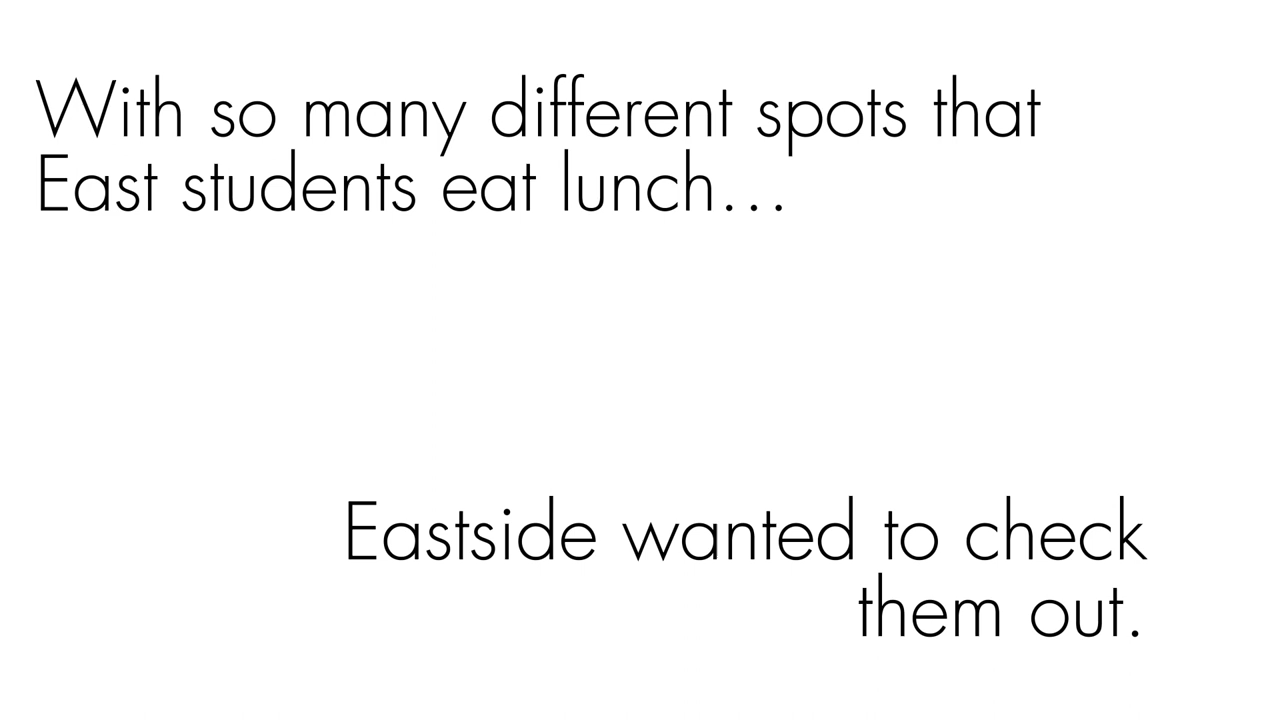 With so many different spots that
East students eat lunch…
Eastside wanted to check
them out.